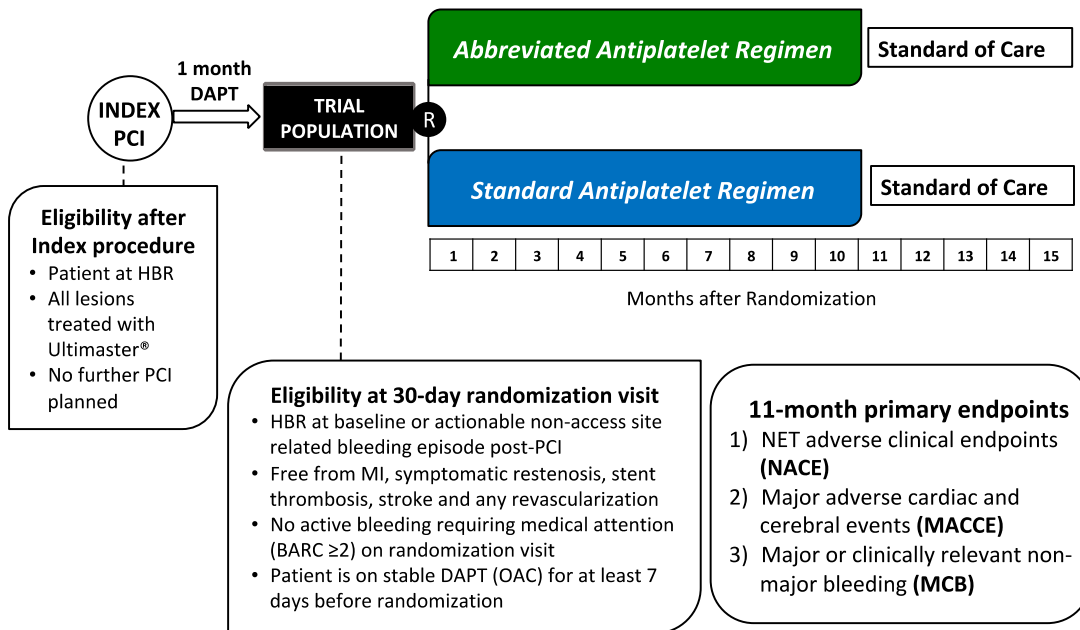 Abbreviated Antiplatelet Regimen
Standard of Care
1 month
DAPT
INDEX
PCI
TRIAL
POPULATION
R
Standard Antiplatelet Regimen
Standard of Care
1 2 3 4 5 6 7 8 9 10 11 12 13 14 15
Months after Randomization
Eligibility after
Index procedure
• Patient at HBR
• All lesions
treated with
Ultimaster®
• No further PCI
planned
Eligibility at 30-day randomization visit
• HBR at baseline or actionable non-access site
related bleeding episode post-PCI
• Free from MI, symptomatic restenosis, stent
thrombosis, stroke and any revascularization
• No active bleeding requiring medical attention
(BARC ≥2) on randomization visit
• Patient is on stable DAPT (OAC) for at least 7
days before randomization
11-month primary endpoints
1) NET adverse clinical endpoints
(NACE)
2) Major adverse cardiac and
cerebral events (MACCE)
3) Major or clinically relevant non-
major bleeding (MCB)